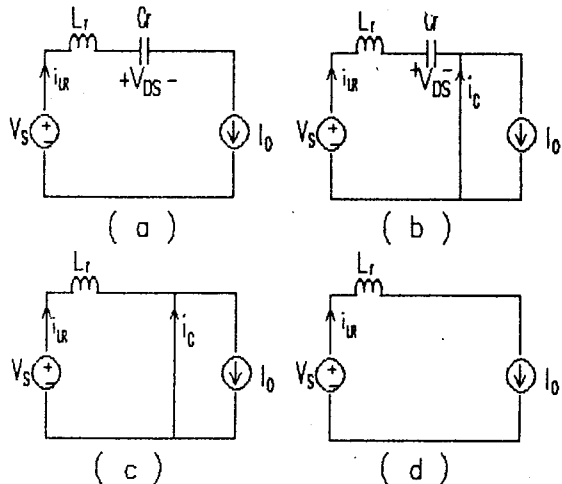 Lr Cr
+VDS−
iLR
VS
+
−
I0
( a )
Lr Cr
+VDS−
iLR
iC
VS
+
−
I0
( b )
Lr
iLR
iC
VS
+
−
I0
( c )
Lr
iLR
VS
+
−
I0
( d )